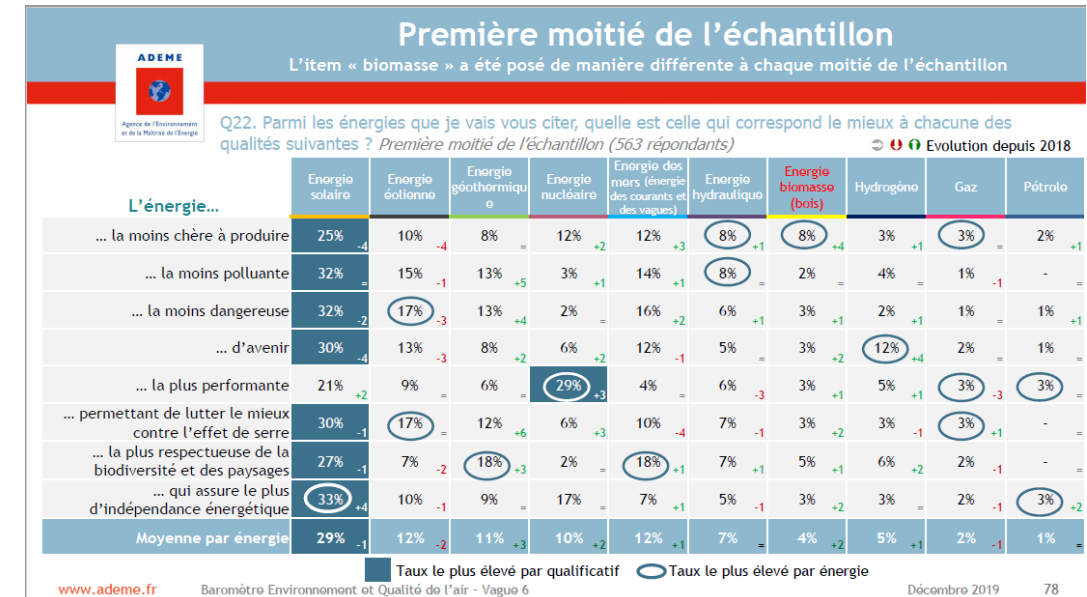 Première moitié de l'échantillon
L'item « biomasse » a été posé de manière différente à chaque moitié de l'échantillon
ADEME
Agence de l'Environnement
et de la Maîtrise de l'Energie
Q22. Parmi les énergies que je vais vous citer, quelle est celle qui correspond le mieux à chacune des
qualités suivantes ? Première moitié de l'échantillon (563 répondants)
Evolution depuis 2018
L'énergie…
Energie
solaire
Energie
éolienne
Energie
géothermiqu
e
Energie
nucléaire
Energie des
mers (énergie
des courants et
des vagues)
Energie
hydraulique
Energie
biomasse
(bois)
Hydrogène
Gaz
Pétrole
… la moins chère à produire 25% -4 10% -4 8% = 12% +2 12% +3 8% +1 8% +4 3% +1 3% = 2% +1
… la moins polluante 32% = 15% -1 13% +5 3% +1 14% +1 8% = 2% = 4% = 1% -1 - =
… la moins dangereuse 32% -2 17% -3 13% +4 2% = 16% +2 6% +1 3% +1 2% +1 1% = 1% +1
… d'avenir 30% -4 13% -3 8% +2 6% +2 12% -1 5% = 3% +2 12% +4 2% = 1% =
… la plus performante 21% +2 9% = 6% = 29% +3 4% = 6% -3 3% +1 5% +1 3% -3 3% =
… permettant de lutter le mieux
contre l'effet de serre 30% -1 17% = 12% +6 6% +3 10% -4 7% -1 3% +2 3% -1 3% +1 - =
… la plus respectueuse de la
biodiversité et des paysages 27% -1 7% -2 18% +3 2% = 18% +1 7% +1 5% +1 6% +2 2% -1 - =
… qui assure le plus
d'indépendance énergétique 33% +4 10% -1 9% = 17% = 7% +1 5% -1 3% +2 3% = 2% -1 3% +2
Moyenne par énergie 29% -1 12% -2 11% +3 10% +2 12% +1 7% = 4% +2 5% +1 2% -1 1% =
Taux le plus élevé par qualificatif Taux le plus élevé par énergie
www.ademe.fr Baromètre Environnement et Qualité de l'air - Vague 6 Décembre 2019 78